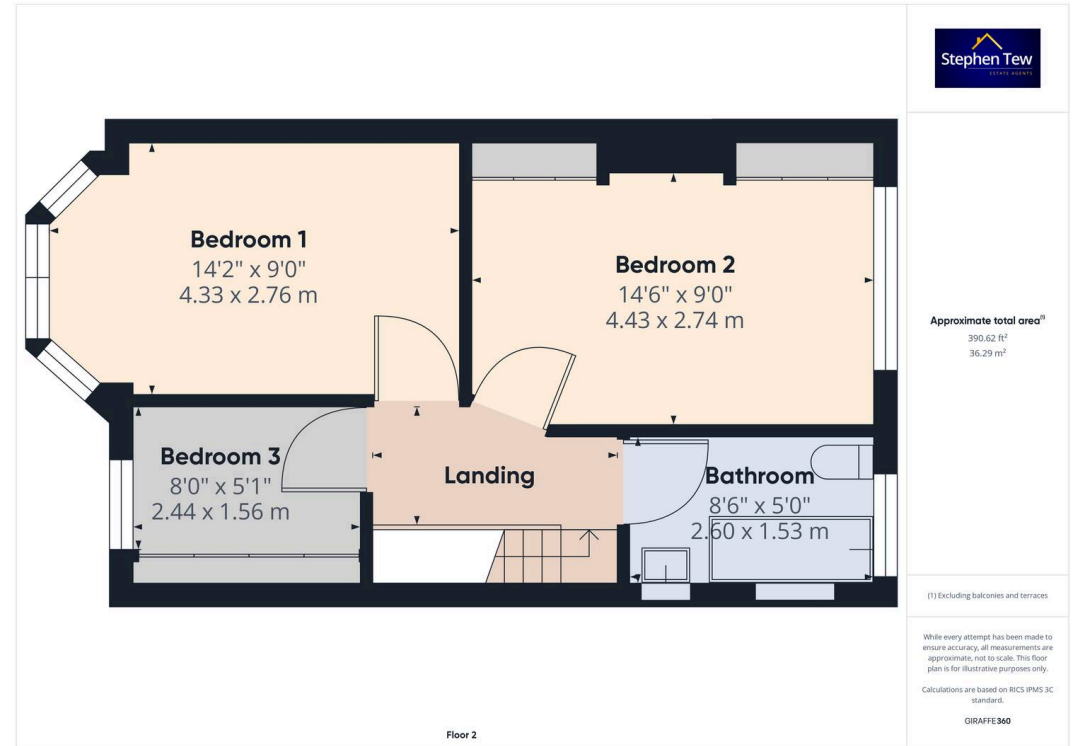 Stephen Tew
ESTATE AGENTS
Bedroom 1
14'2" x 9'0"
4.33 x 2.76 m
Bedroom 2
14'6" x 9'0"
4.43 x 2.74 m
Bedroom 3
8'0" x 5'1"
2.44 x 1.56 m
Landing
Bathroom
8'6" x 5'0"
2.60 x 1.53 m
Floor 2
Approximate total area⁽¹⁾
390.62 ft²
36.29 m²
(1) Excluding balconies and terraces
While every attempt has been made to
ensure accuracy, all measurements are
approximate, not to scale. This floor
plan is for illustrative purposes only.
Calculations are based on RICS IPMS 3C
standard.
GIRAFFE360